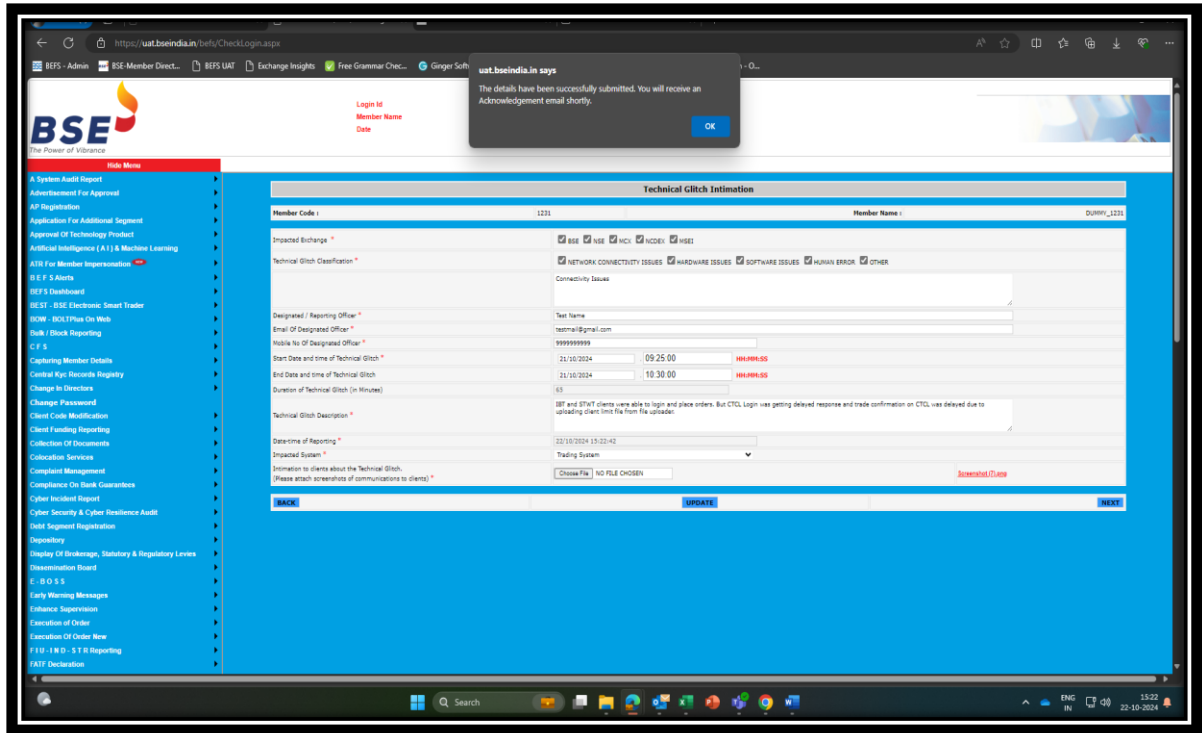 https://uat.bseindia.in/befs/CheckLogin.aspx
BEFS - Admin BSE-Member Direct... BEFS UAT Exchange Insights Free Grammar Chec... Ginger Soft
uat.bseindia.in says
The details have been successfully submitted. You will receive an
Acknowledgement email shortly.
OK
BSE
The Power of Vibrance
Login Id
Member Name
Date
Hide Menu
A System Audit Report
Advertisement For Approval
AP Registration
Application For Additional Segment
Approval Of Technology Product
Artificial Intelligence ( A I ) & Machine Learning
ATR For Member Impersonation
B E F S Alerts
BEFS Dashboard
BEST - BSE Electronic Smart Trader
BOW - BOLTPlus On Web
Bulk / Block Reporting
C F S
Capturing Member Details
Central Kyc Records Registry
Change In Directors
Change Password
Client Code Modification
Client Funding Reporting
Collection Of Documents
Colocation Services
Complaint Management
Compliance On Bank Guarantees
Cyber Incident Report
Cyber Security & Cyber Resilience Audit
Debt Segment Registration
Depository
Display Of Brokerage, Statutory & Regulatory Levies
Dissemination Board
E - B O S S
Early Warning Messages
Enhance Supervision
Execution of Order
Execution Of Order New
F I U - I N D - S T R Reporting
FATF Declaration
Technical Glitch Intimation
Member Code : 1231 Member Name : DUMMY_1231
Impacted Exchange * BSE NSE MCX NCDEX MSEI
Technical Glitch Classification * NETWORK CONNECTIVITY ISSUES HARDWARE ISSUES SOFTWARE ISSUES HUMAN ERROR OTHER
Connectivity Issues
Designated / Reporting Officer * Test Name
Email Of Designated Officer * testmail@gmail.com
Mobile No Of Designated Officer * 9999999999
Start Date and time of Technical Glitch * 21/10/2024 09:25:00 HH:MM:SS
End Date and time of Technical Glitch 21/10/2024 10:30:00 HH:MM:SS
Duration of Technical Glitch (in Minutes) 65
IBT and STWT clients were able to login and place orders. But CTCL Login was getting delayed response and trade confirmation on CTCL was delayed due to
Technical Glitch Description * uploading client limit file from file uploader.
Date-time of Reporting * 22/10/2024 15:22:42
Impacted System * Trading System
Intimation to clients about the Technical Glitch.
(Please attach screenshots of communications to clients) * Choose File NO FILE CHOSEN Screenshot (7).png
BACK UPDATE NEXT
Search
ENG
IN
15:22
22-10-2024